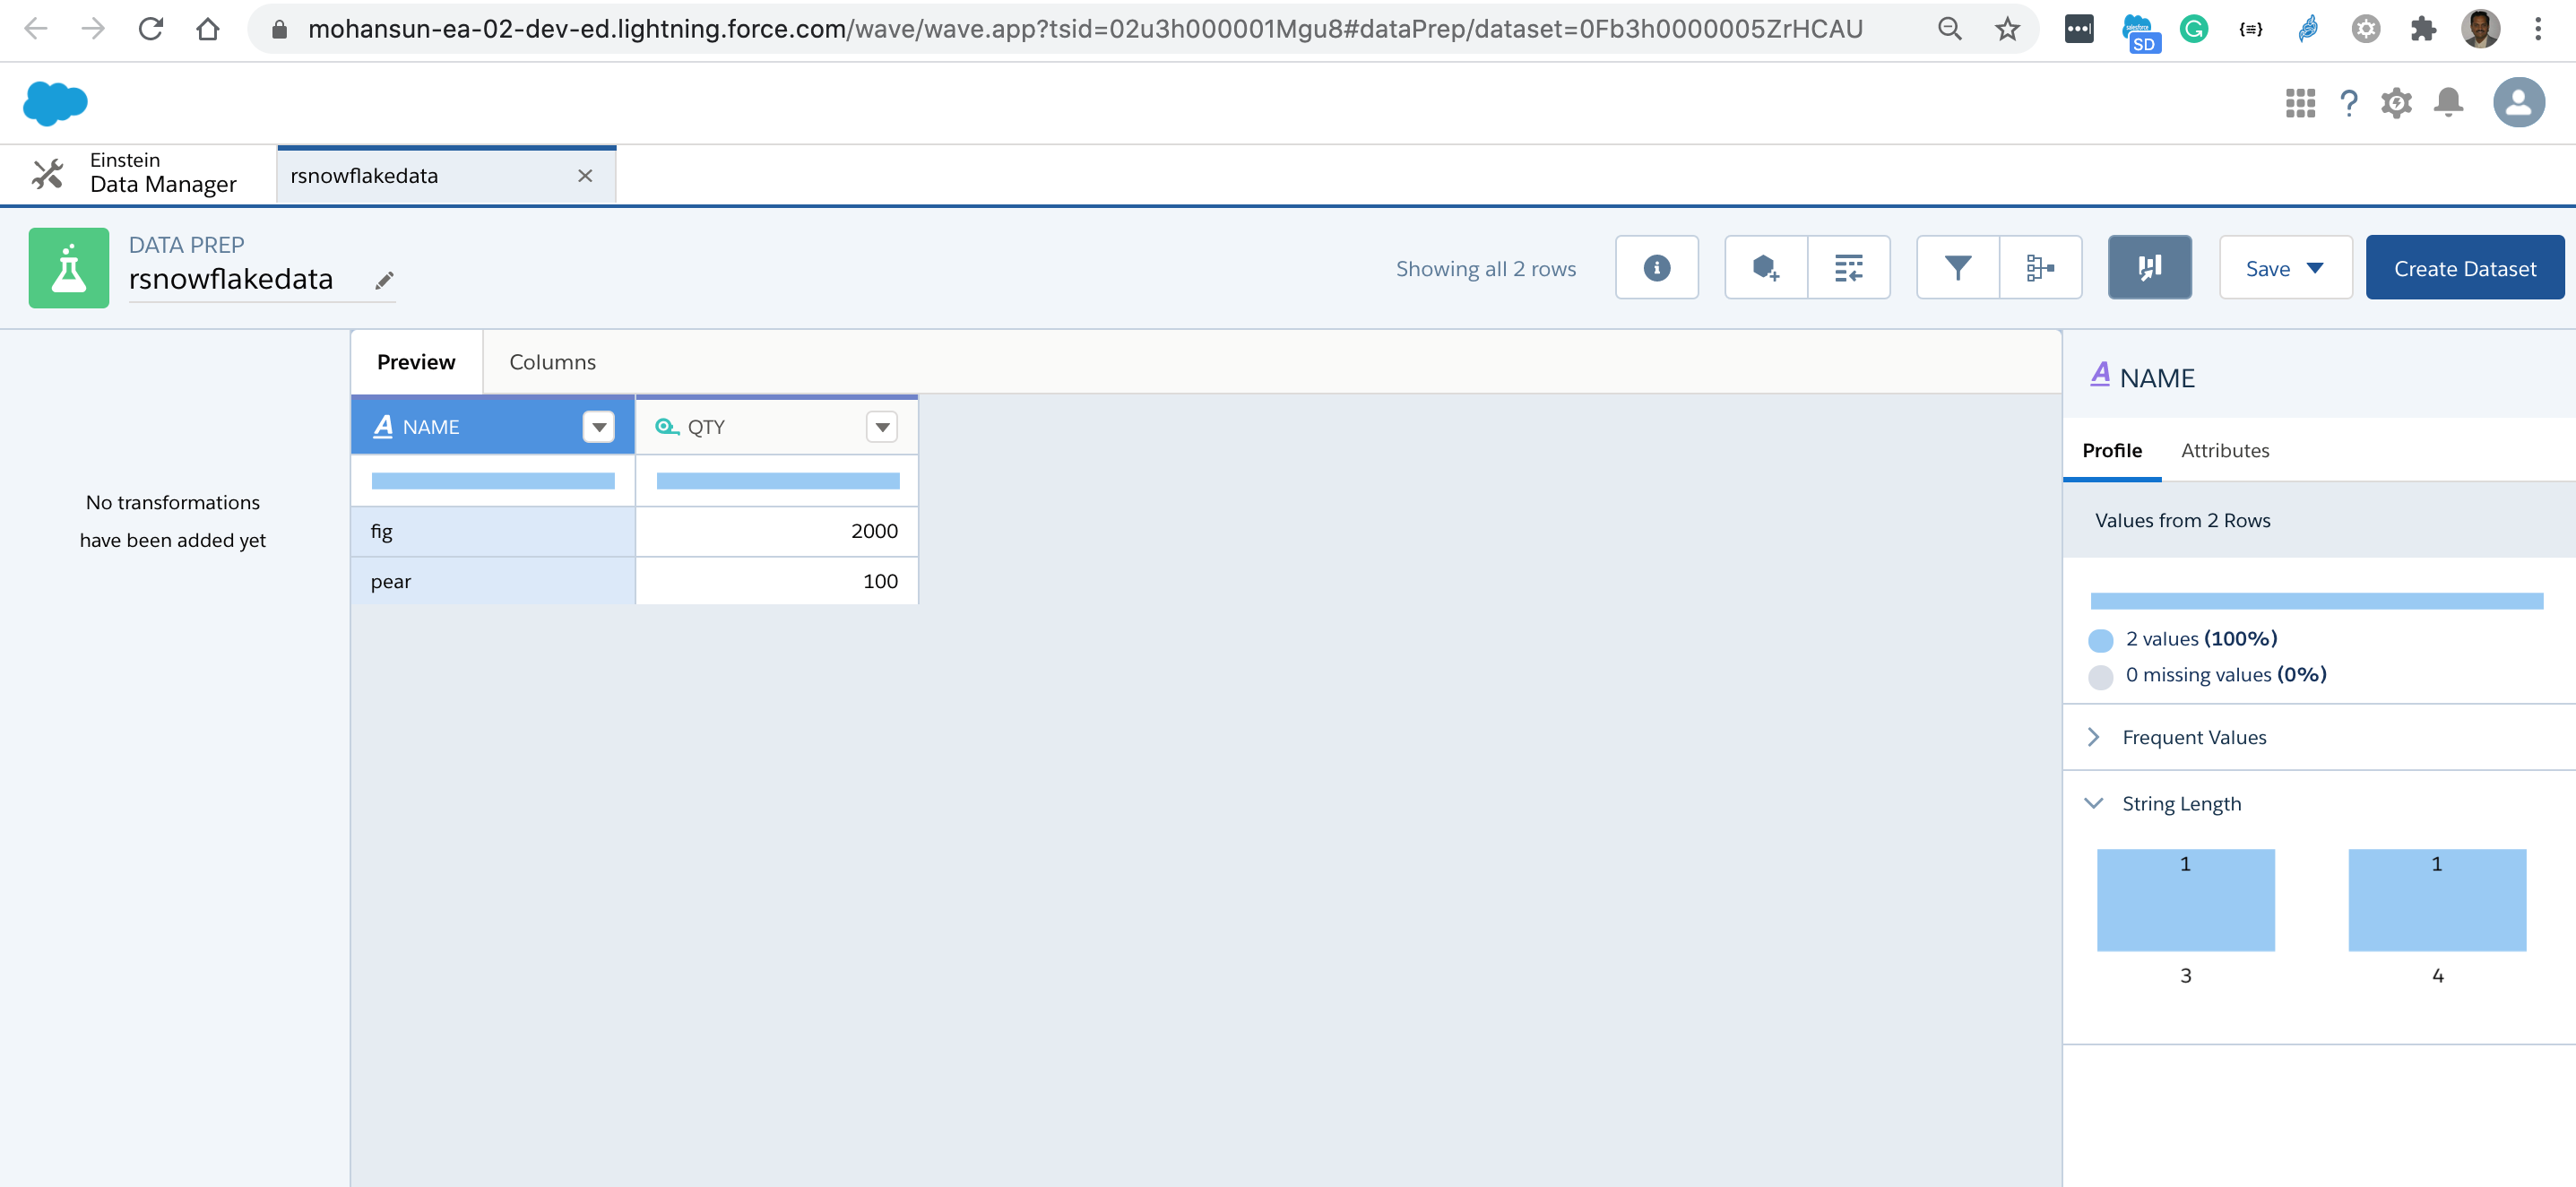 mohansun-ea-02-dev-ed.lightning.force.com/wave/wave.app?tsid=02u3h000001Mgu8#dataPrep/dataset=0Fb3h0000005ZrHCAU
SD
Einstein
Data Manager
rsnowflakedata
DATA PREP
rsnowflakedata
Showing all 2 rows
Save
Create Dataset
Preview
Columns
NAME
QTY
fig
2000
pear
100
No transformations
have been added yet
NAME
Profile
Attributes
Values from 2 Rows
2 values (100%)
0 missing values (0%)
Frequent Values
String Length
1
1
3
4